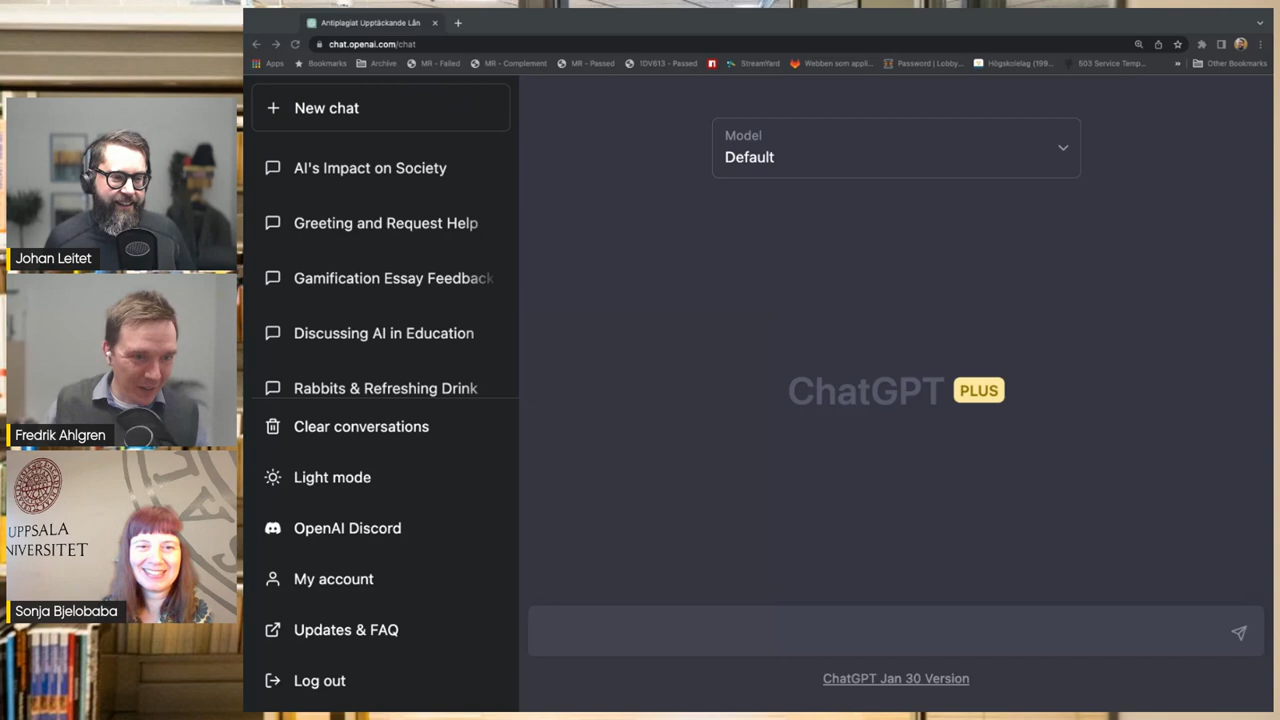 Antiplagiat Upptäckande Lån
chat.openai.com/chat
Apps
Bookmarks
Archive
MR - Failed
MR - Complement
MR - Passed
1DV613 - Passed
StreamYard
Webben som appli...
Password | Lobby...
Högskolelag (199...
503 Service Temp...
Other Bookmarks
New chat
AI's Impact on Society
Greeting and Request Help
Gamification Essay Feedback
Discussing AI in Education
Rabbits & Refreshing Drink
Clear conversations
Light mode
OpenAI Discord
My account
Updates & FAQ
Log out
Model
Default
ChatGPT PLUS
ChatGPT Jan 30 Version
Johan Leitet
Fredrik Ahlgren
UPPSALA
UNIVERSITET
Sonja Bjelobaba